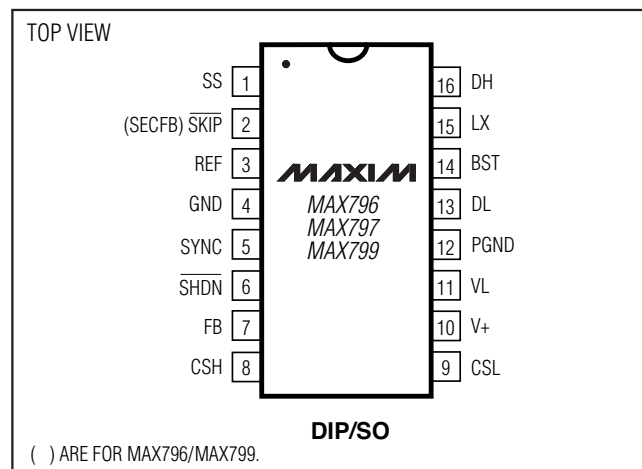 TOP VIEW
SS 1
(SECFB) S̅K̅I̅P̅ 2
REF 3
GND 4
SYNC 5
S̅H̅D̅N̅ 6
FB 7
CSH 8
MAXIM
MAX796
MAX797
MAX799
16 DH
15 LX
14 BST
13 DL
12 PGND
11 VL
10 V+
9 CSL
DIP/SO
( ) ARE FOR MAX796/MAX799.